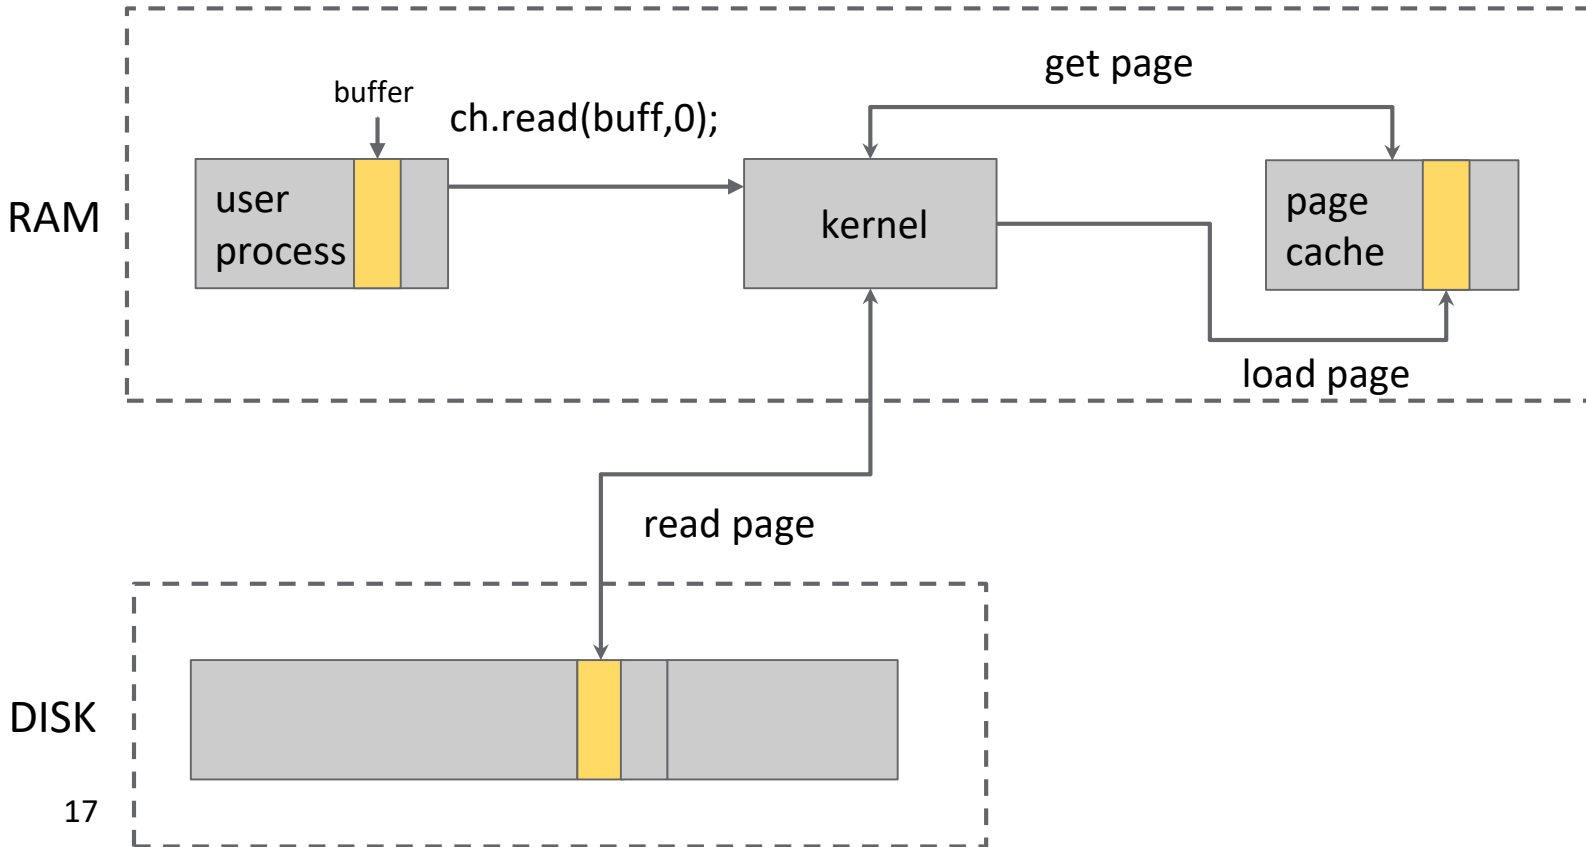 get page
buffer
ch.read(buff,0);
RAM
user
process
kernel
page
cache
load page
read page
DISK
17